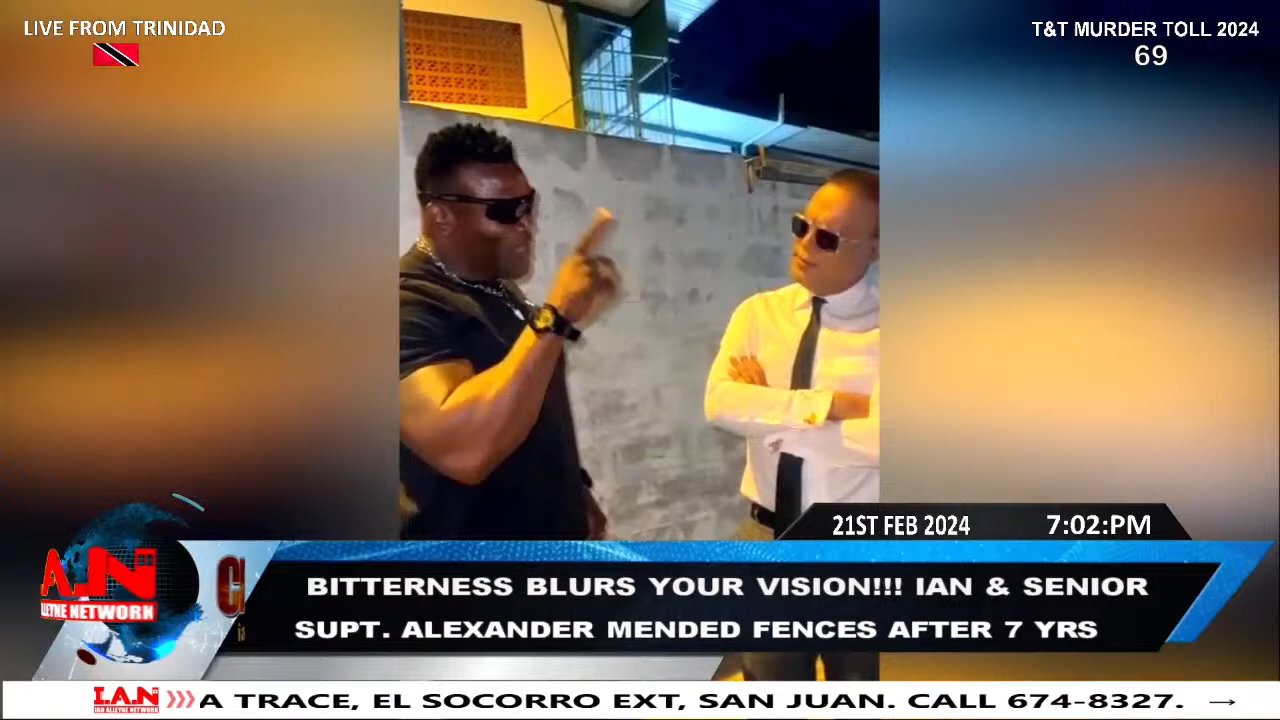 LIVE FROM TRINIDAD
T&T MURDER TOLL 2024
69
21ST FEB 2024 7:02:PM
BITTERNESS BLURS YOUR VISION!!! IAN & SENIOR
SUPT. ALEXANDER MENDED FENCES AFTER 7 YRS
LLEYNE NETWORK
I.A.N
IAN ALLEYNE NETWORK
A TRACE, EL SOCORRO EXT, SAN JUAN. CALL 674-8327. →